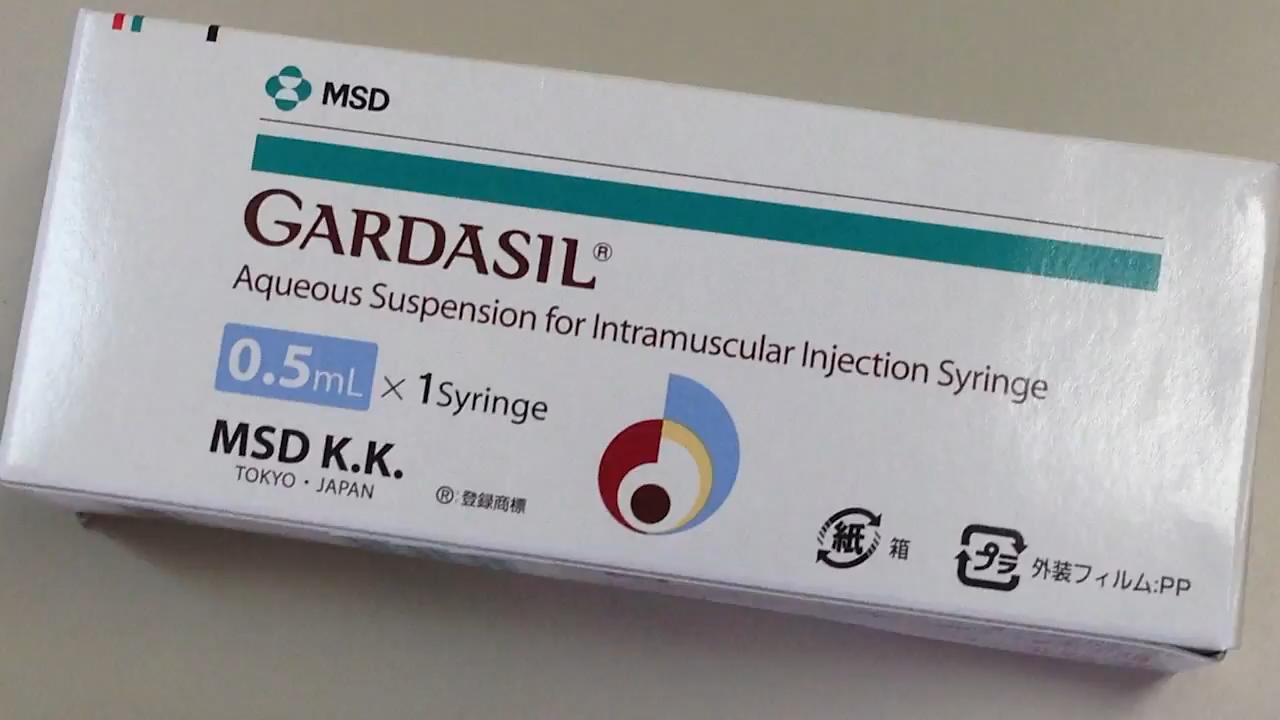 MSD
GARDASIL®
Aqueous Suspension for Intramuscular Injection Syringe
0.5mL × 1Syringe
MSD K.K.
TOKYO・JAPAN
®:登録商標
紙 箱
プラ 外装フィルム:PP